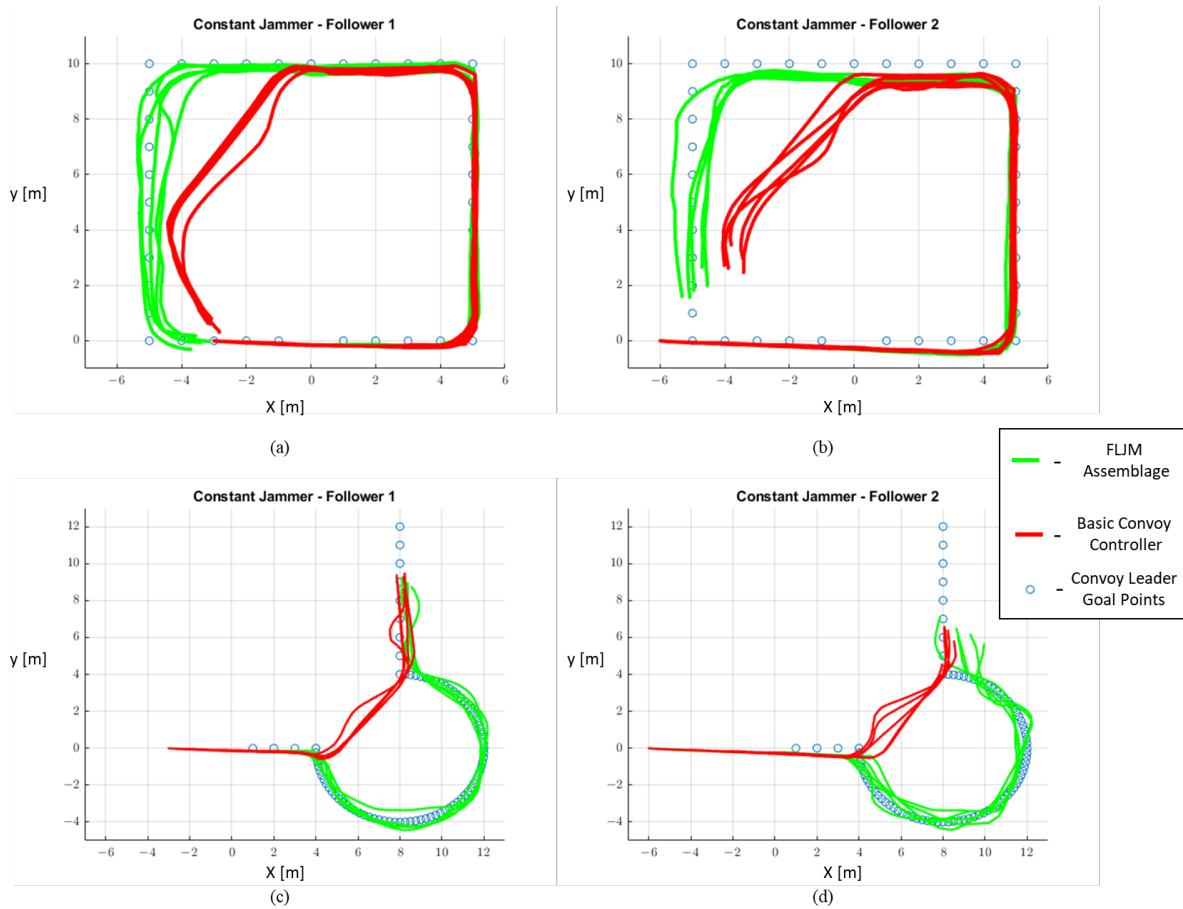 Constant Jammer - Follower 1
10
8
6
4
2
0
y [m]
−6
−4
−2
0
2
4
6
X [m]
(a)
Constant Jammer - Follower 2
10
8
6
4
2
0
y [m]
−6
−4
−2
0
2
4
6
X [m]
(b)
FLJM
Assemblage
Basic Convoy
Controller
Convoy Leader
Goal Points
Constant Jammer - Follower 1
12
10
8
6
4
2
0
−2
−4
y [m]
−6
−4
−2
0
2
4
6
8
10
12
X [m]
(c)
Constant Jammer - Follower 2
12
10
8
6
4
2
0
−2
−4
y [m]
−6
−4
−2
0
2
4
6
8
10
12
X [m]
(d)